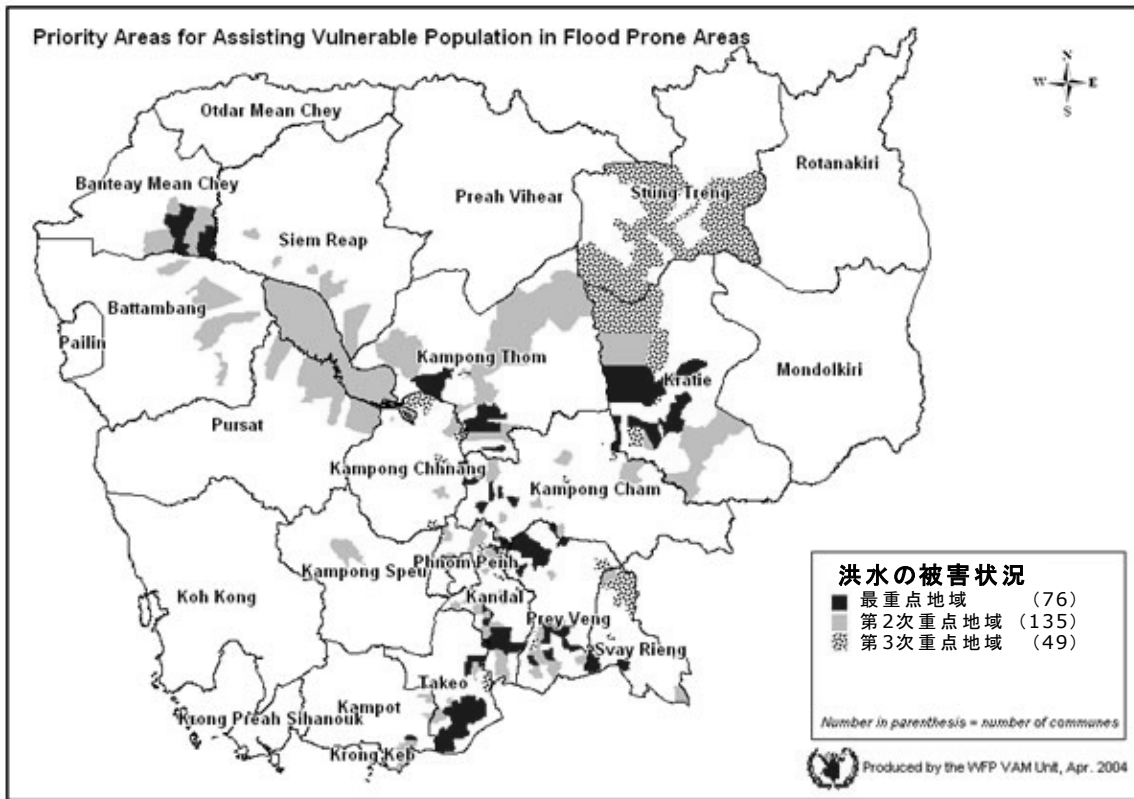 Priority Areas for Assisting Vulnerable Population in Flood Prone Areas
N
W E
S
Otdar Mean Chey
Rotanakiri
Banteay Mean Chey
Preah Vihear
Stung Treng
Siem Reap
Battambang
Pailin
Kampong Thom
Mondolkiri
Kratie
Pursat
Kampong Chhnang
Kampong Cham
Phnom Penh
Kampong Speu
Koh Kong
Kandal
Prey Veng
Svay Rieng
Takeo
Kampot
Krong Preah Sihanouk
Krong Keb
洪水の被害状況
最重点地域 （76）
第2次重点地域 （135）
第3次重点地域 （49）
Number in parenthesis = number of communes
Produced by the WFP VAM Unit, Apr. 2004